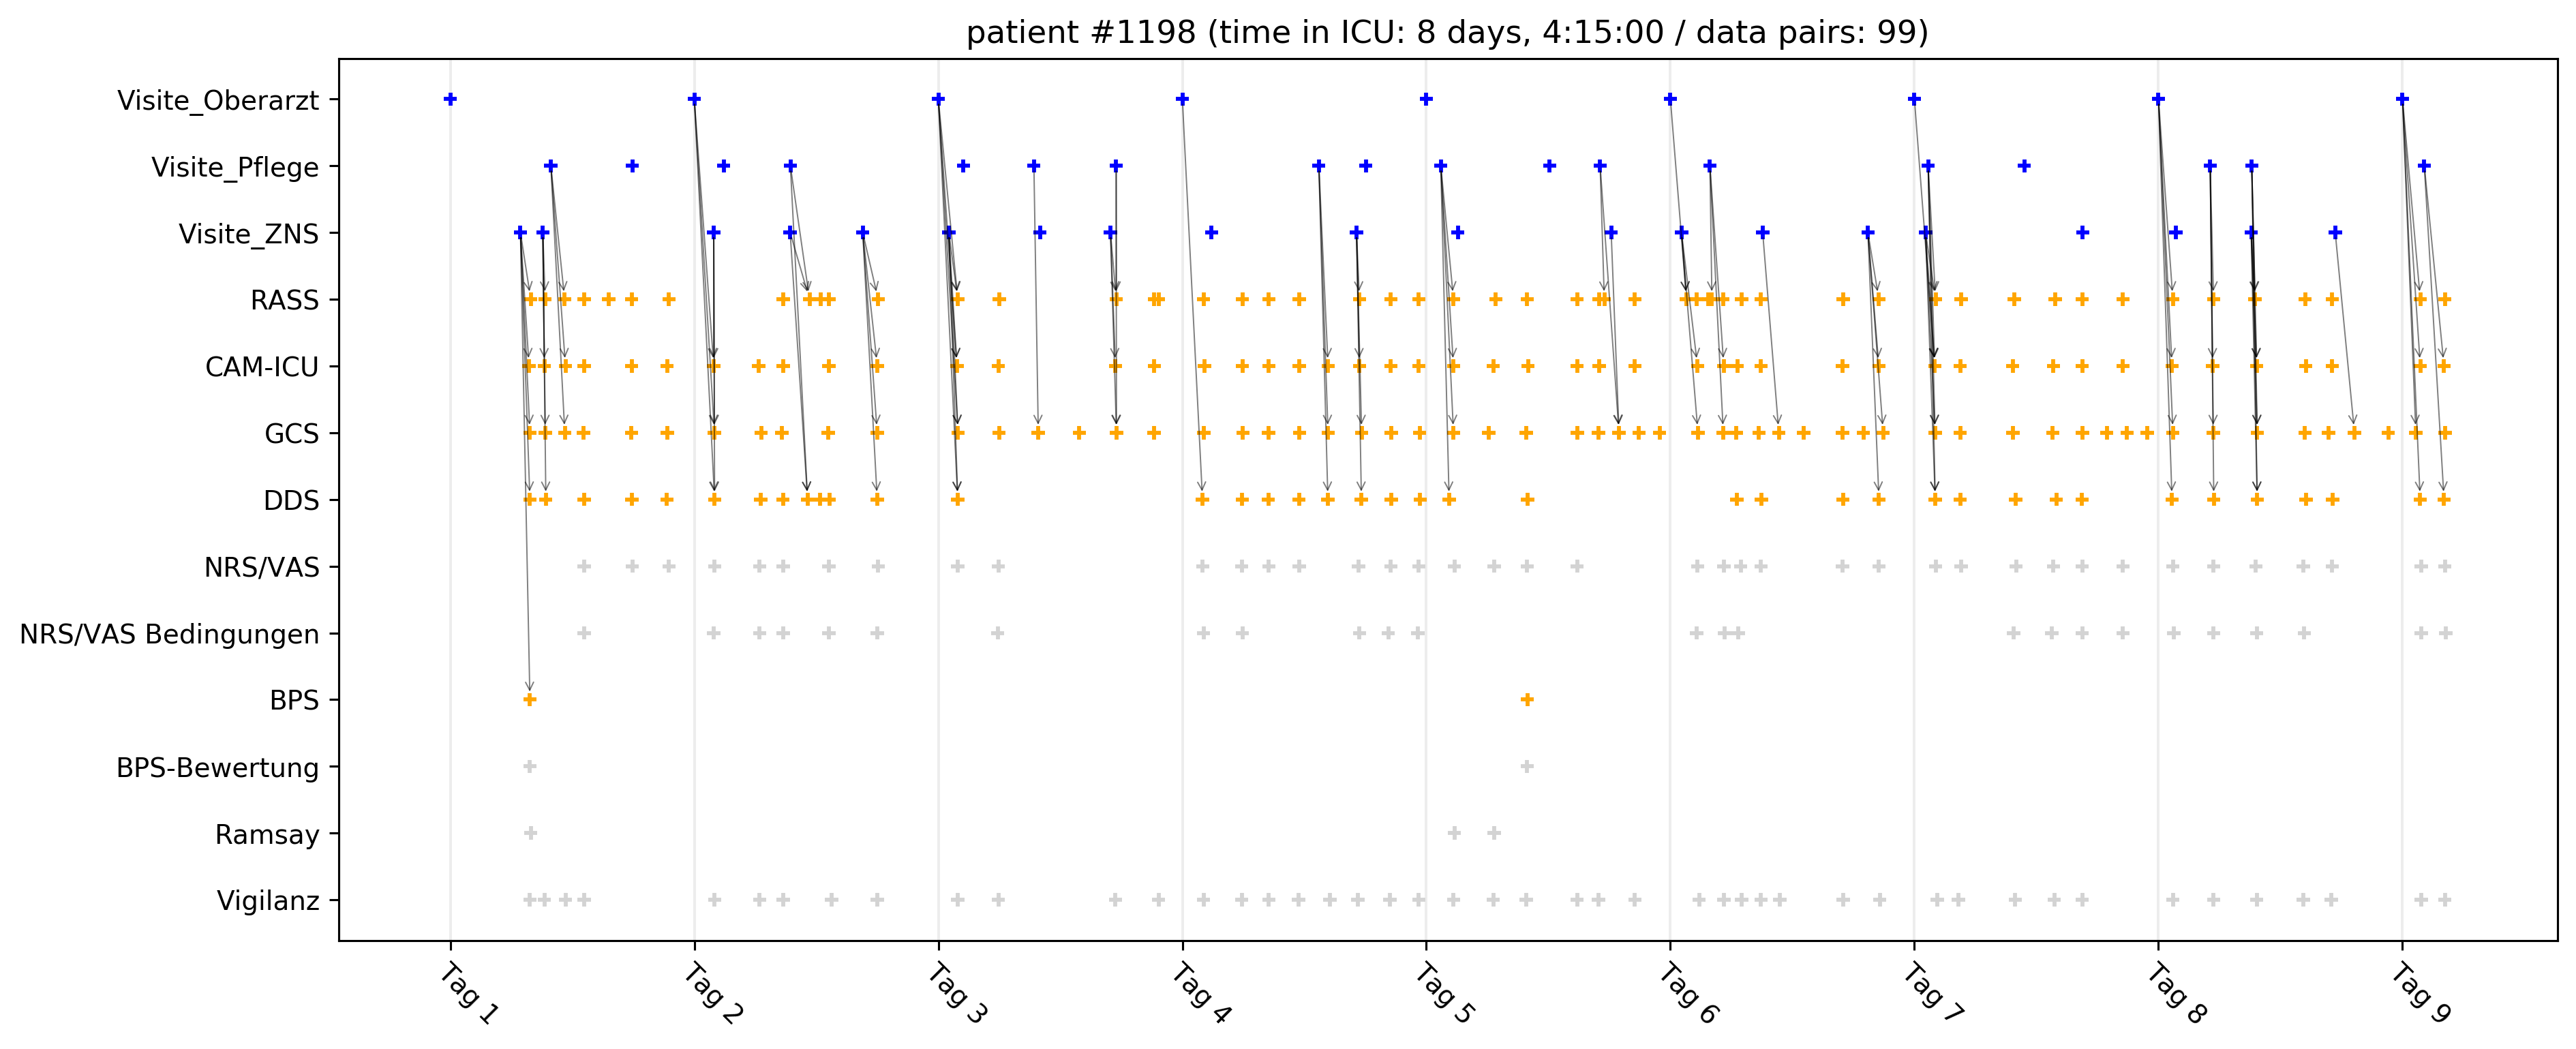 patient #1198 (time in ICU: 8 days, 4:15:00 / data pairs: 99)
Visite_Oberarzt
Visite_Pflege
Visite_ZNS
RASS
CAM-ICU
GCS
DDS
NRS/VAS
NRS/VAS Bedingungen
BPS
BPS-Bewertung
Ramsay
Vigilanz
Tag 1
Tag 2
Tag 3
Tag 4
Tag 5
Tag 6
Tag 7
Tag 8
Tag 9